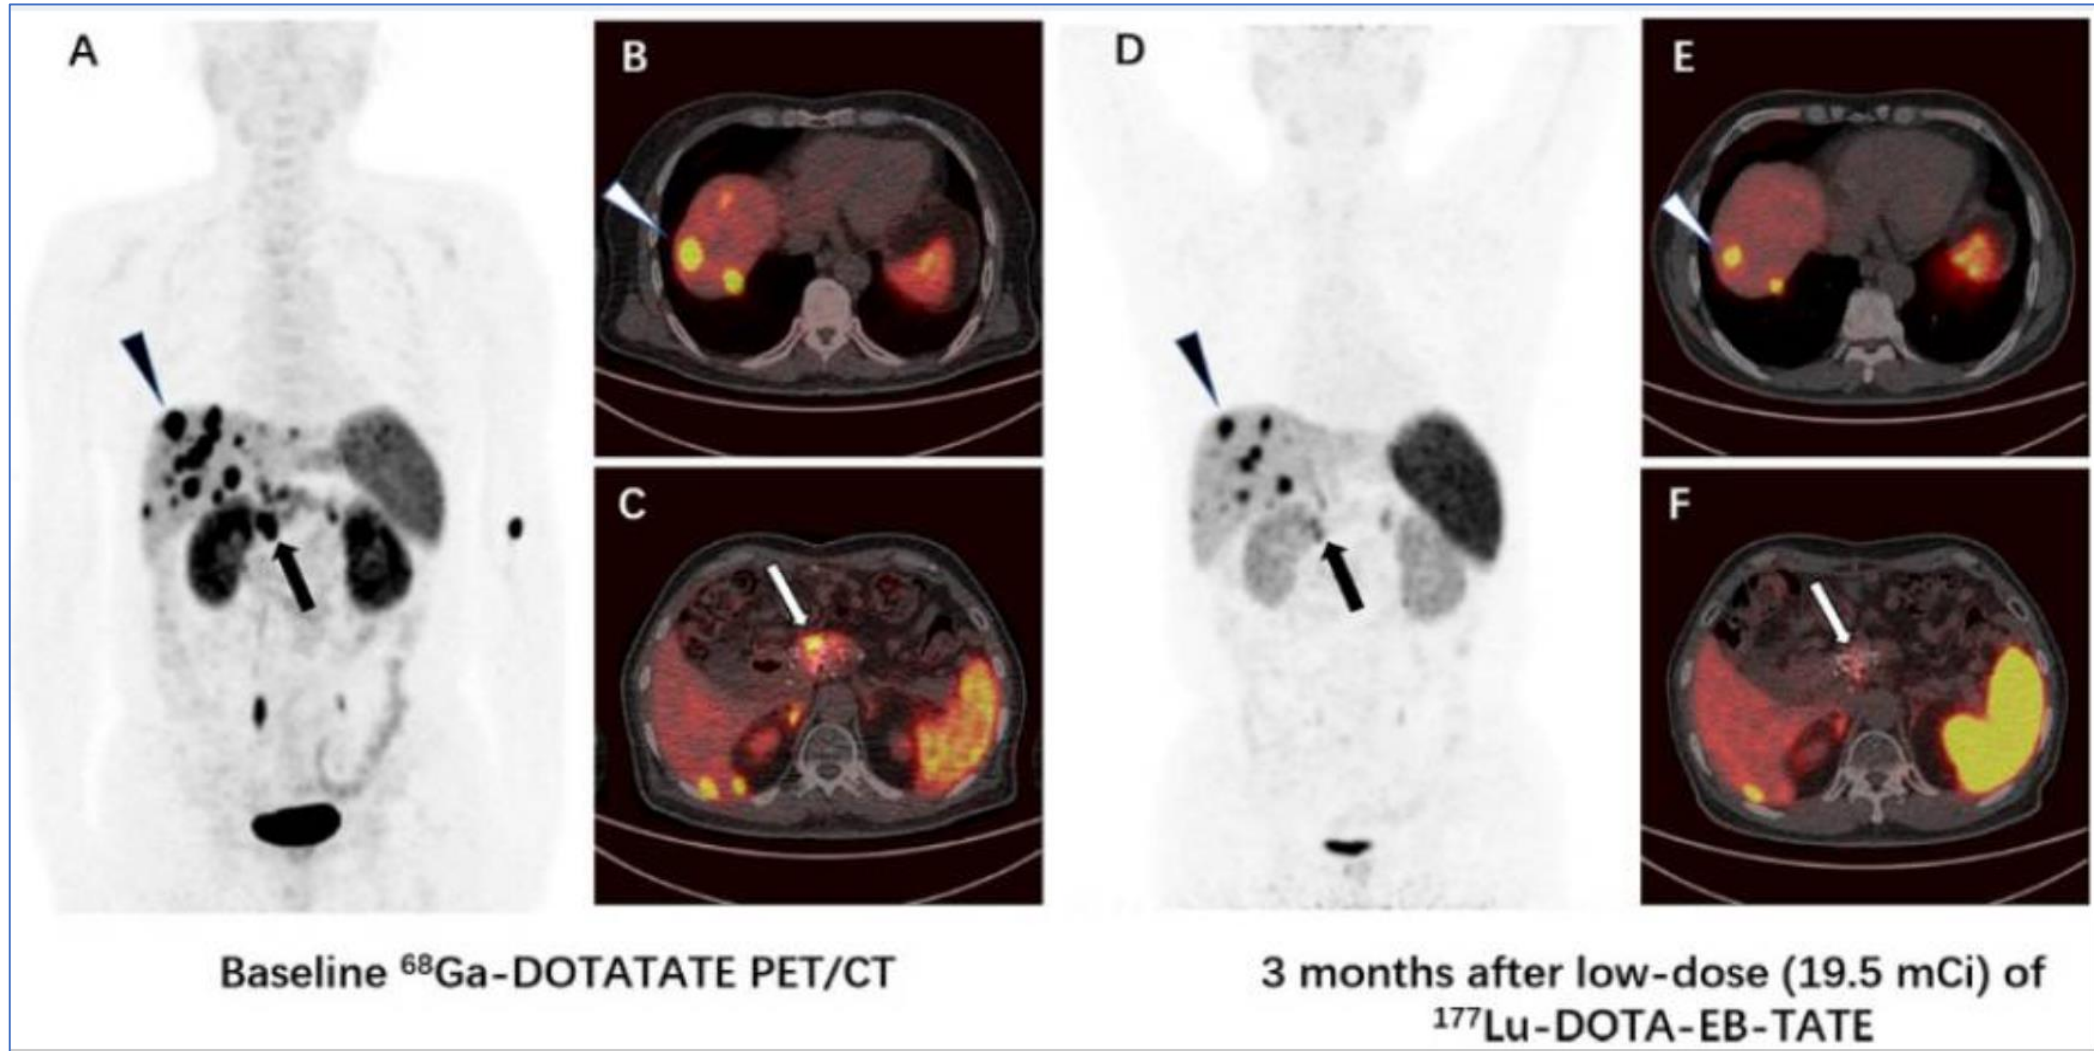 A
B
C
D
E
F
Baseline ⁶⁸Ga-DOTATATE PET/CT
3 months after low-dose (19.5 mCi) of
¹⁷⁷Lu-DOTA-EB-TATE